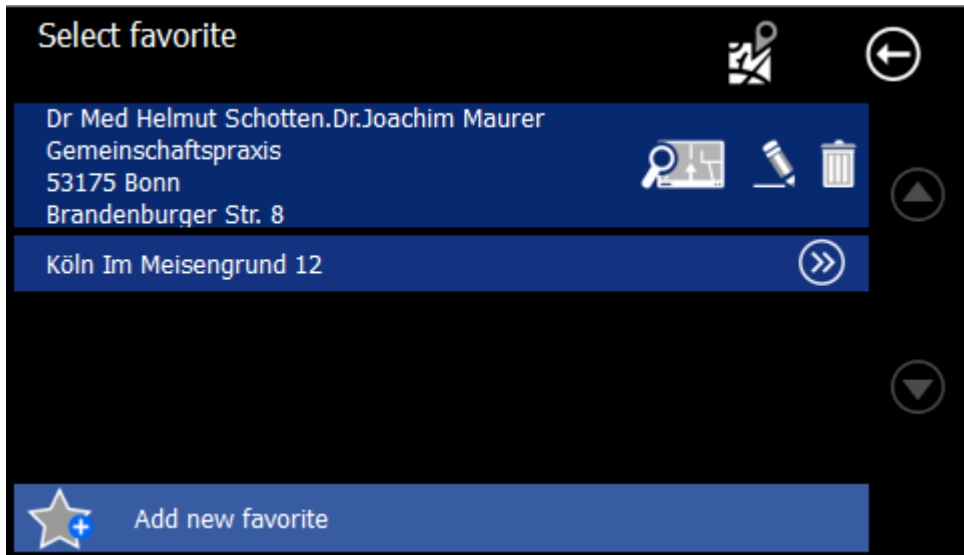 Select favorite
Dr Med Helmut Schotten.Dr.Joachim Maurer
Gemeinschaftspraxis
53175 Bonn
Brandenburger Str. 8
Köln Im Meisengrund 12
Add new favorite